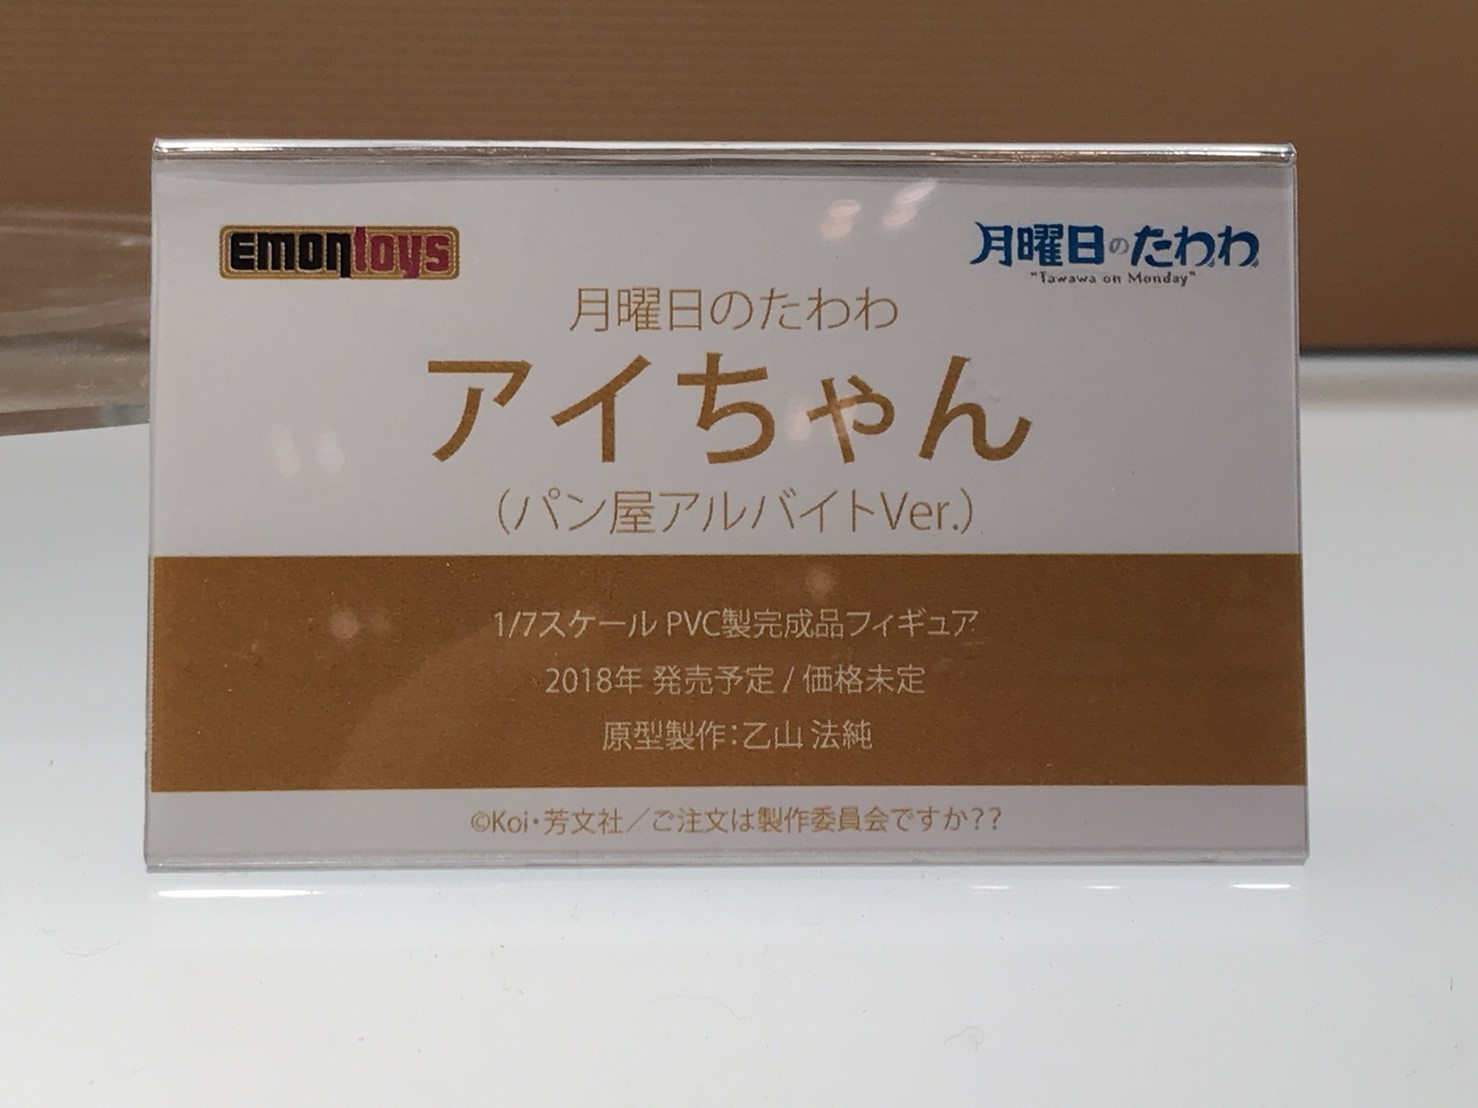 emontoys
月曜日のたわわ
"Tawawa on Monday"
月曜日のたわわ
アイちゃん
（パン屋アルバイトVer.）
1/7スケール PVC製完成品フィギュア
2018年 発売予定 / 価格未定
原型製作：乙山 法純
©Koi・芳文社／ご注文は製作委員会ですか？？